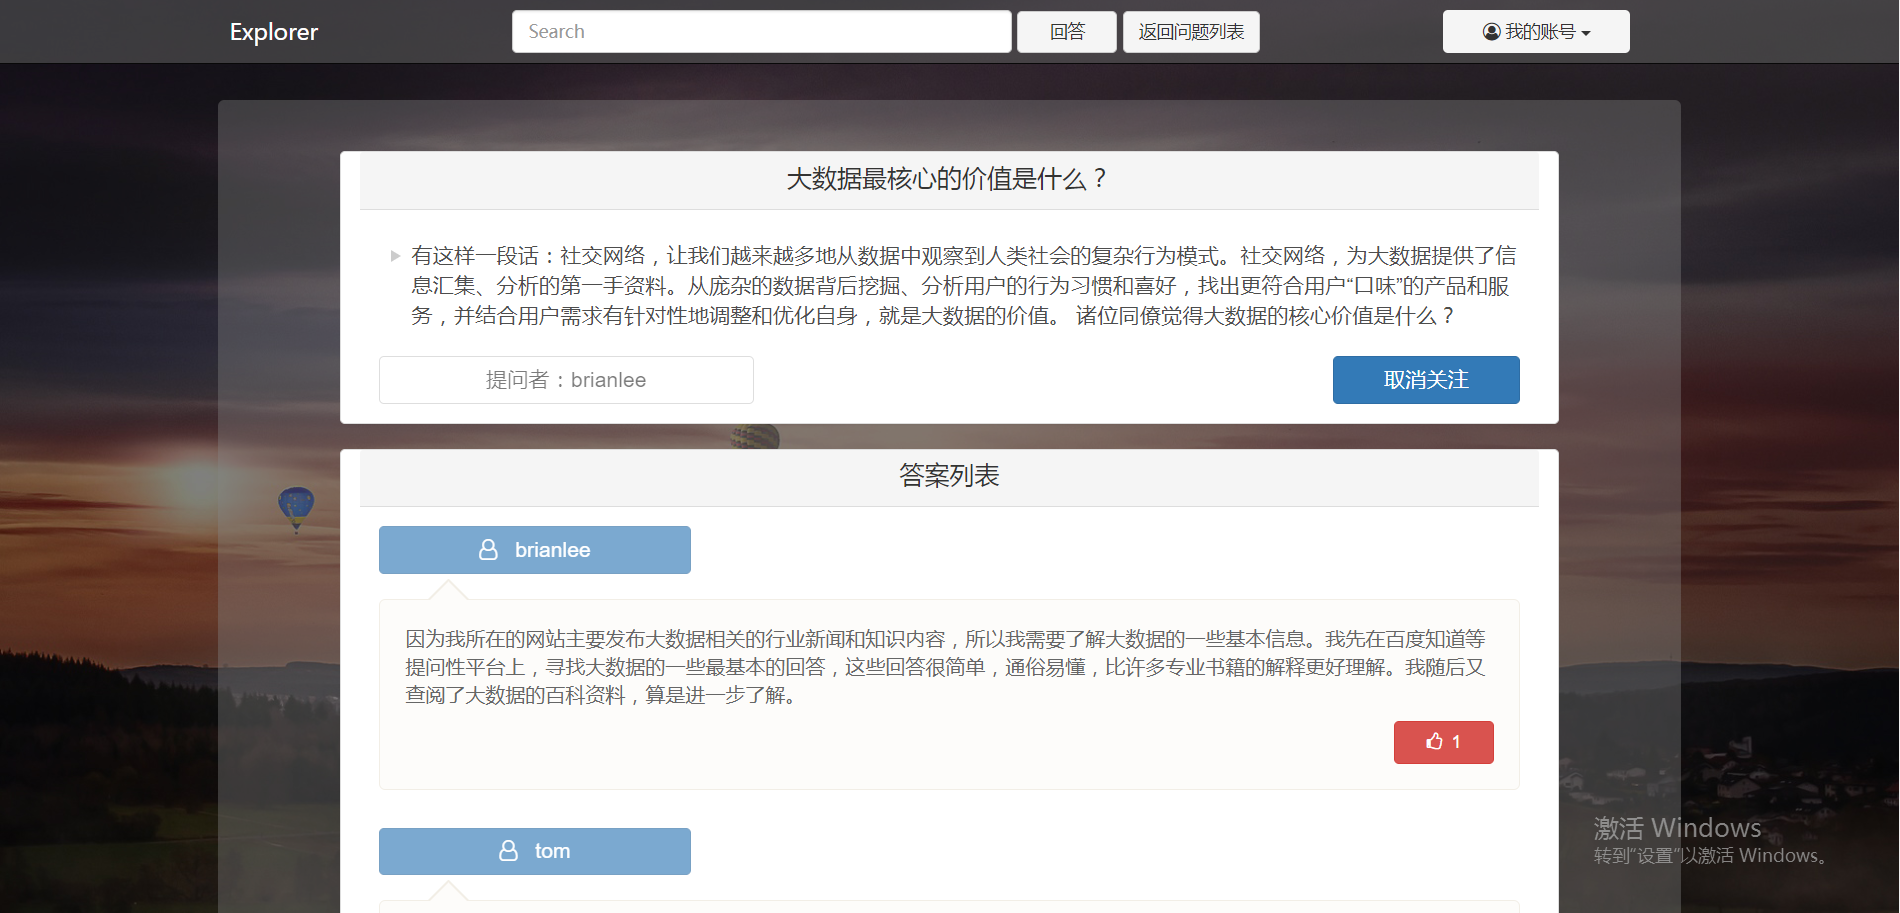 Explorer
Search
回答
返回问题列表
我的账号
大数据最核心的价值是什么？
有这样一段话：社交网络，让我们越来越多地从数据中观察到人类社会的复杂行为模式。社交网络，为大数据提供了信
息汇集、分析的第一手资料。从庞杂的数据背后挖掘、分析用户的行为习惯和喜好，找出更符合用户“口味”的产品和服
务，并结合用户需求有针对性地调整和优化自身，就是大数据的价值。 诸位同僚觉得大数据的核心价值是什么？
提问者：brianlee
取消关注
答案列表
brianlee
因为我所在的网站主要发布大数据相关的行业新闻和知识内容，所以我需要了解大数据的一些基本信息。我先在百度知道等
提问性平台上，寻找大数据的一些最基本的回答，这些回答很简单，通俗易懂，比许多专业书籍的解释更好理解。我随后又
查阅了大数据的百科资料，算是进一步了解。
1
tom
激活 Windows
转到“设置”以激活 Windows。